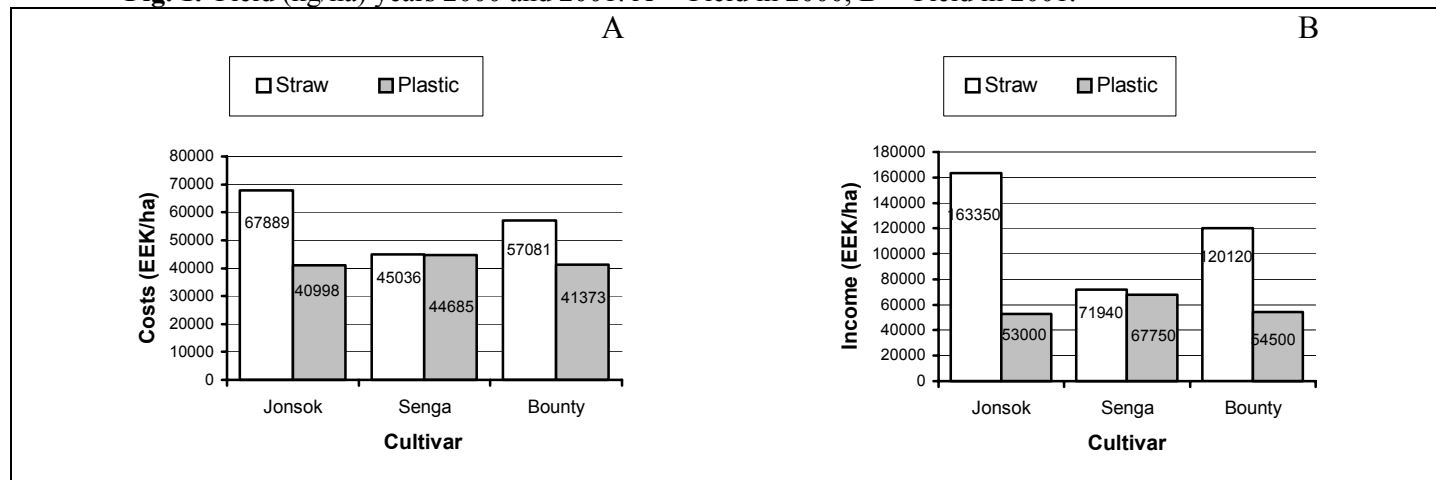 Fig. 1. Yield (kg/ha) years 2000 and 2001. A – Yield in 2000; B – Yield in 2001.
A
Straw Plastic
80000
70000
60000
50000
40000
30000
20000
10000
0
Costs (EEK/ha)
67889
40998
45036
44685
57081
41373
Jonsok Senga Bounty
Cultivar
B
Straw Plastic
180000
160000
140000
120000
100000
80000
60000
40000
20000
0
Income (EEK/ha)
163350
53000
71940
67750
120120
54500
Jonsok Senga Bounty
Cultivar